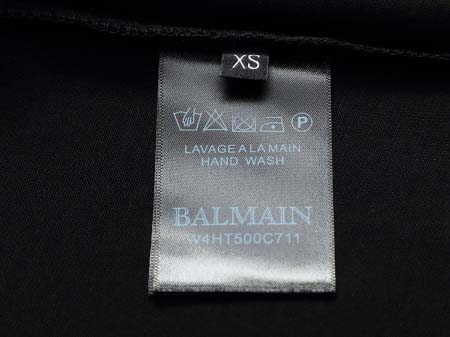 XS
P
LAVAGE A LA MAIN
HAND WASH
BALMAIN
W4HT500C711